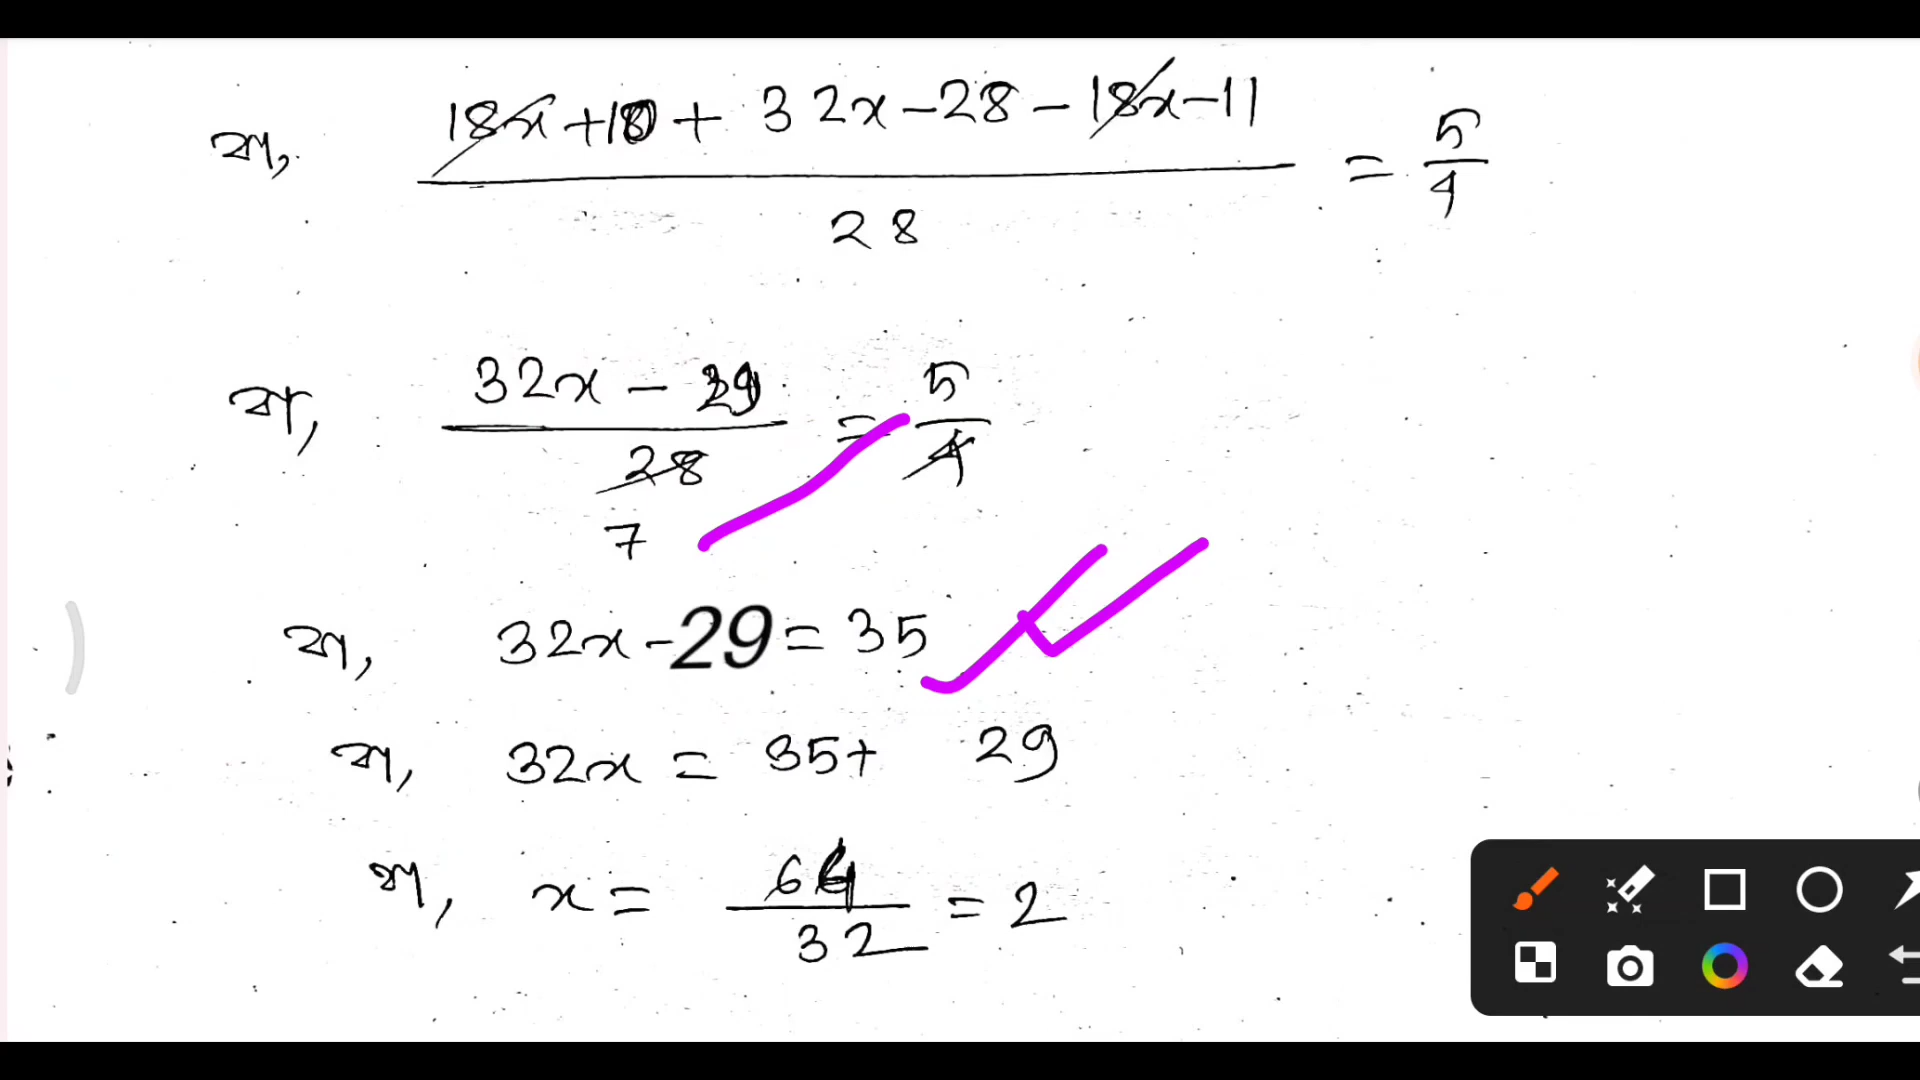 বা, 18x + 10 + 32x - 28 - 18x - 11 = 5
28 4
বা, 32x - 29 = 5
28 4
7
বা, 32x - 29 = 35
বা, 32x = 35 + 29
বা, x = 64 = 2
32